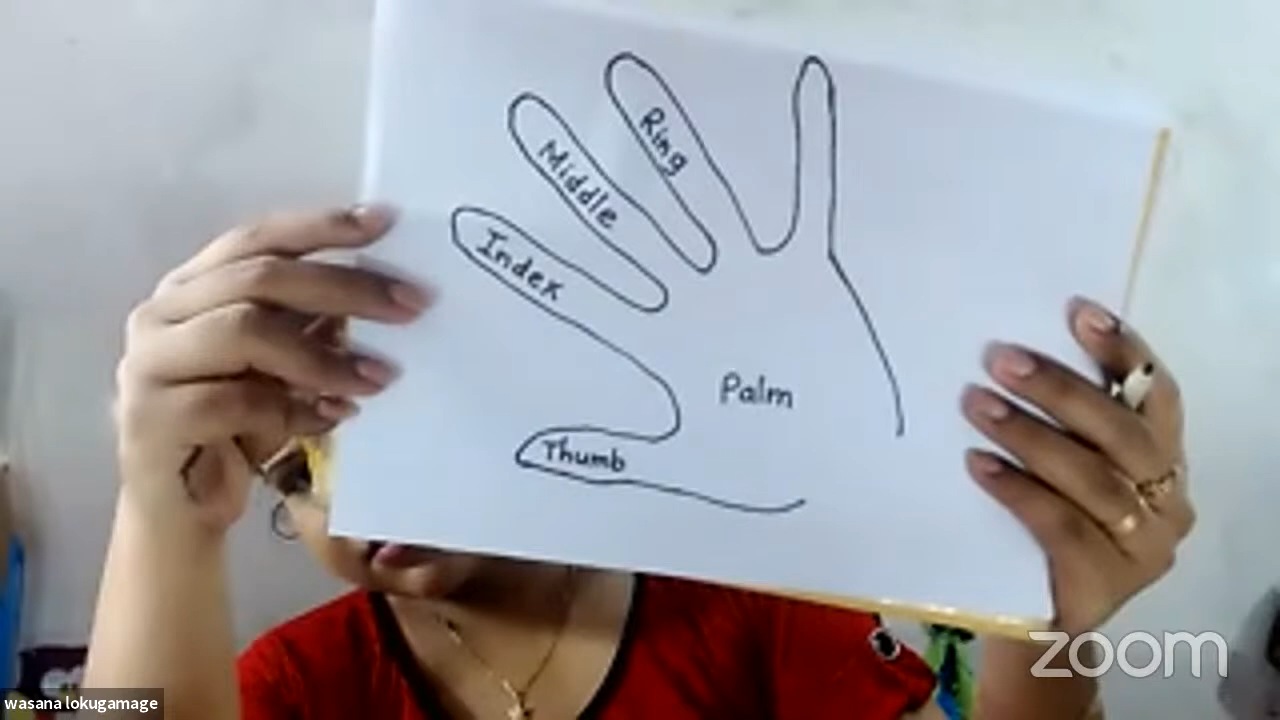 Ring
Middle
Index
Palm
Thumb
zoom
wasana lokugamage